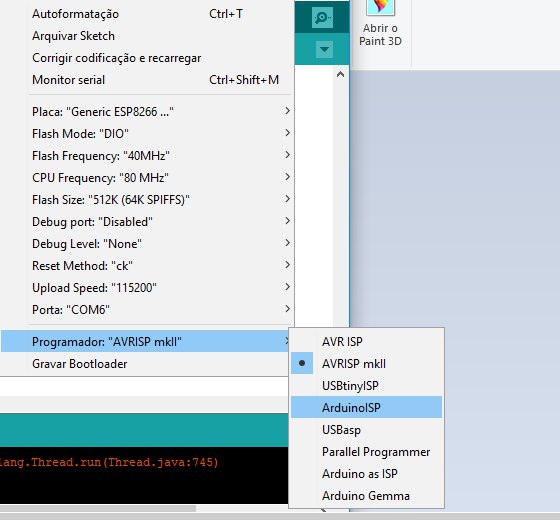 Autoformatação Ctrl+T
Arquivar Sketch
Corrigir codificação e recarregar
Monitor serial Ctrl+Shift+M
Abrir o
Paint 3D
Placa: "Generic ESP8266 ..."
Flash Mode: "DIO"
Flash Frequency: "40MHz"
CPU Frequency: "80 MHz"
Flash Size: "512K (64K SPIFFS)"
Debug port: "Disabled"
Debug Level: "None"
Reset Method: "ck"
Upload Speed: "115200"
Porta: "COM6"
Programador: "AVRISP mkII"
Gravar Bootloader
AVR ISP
AVRISP mkII
USBtinyISP
ArduinoISP
USBasp
Parallel Programmer
Arduino as ISP
Arduino Gemma
lang.Thread.run(Thread.java:745)